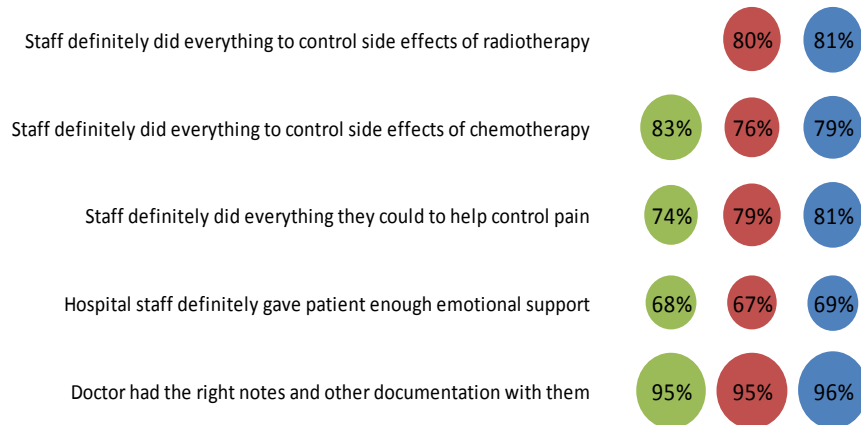 Staff definitely did everything to control side effects of radiotherapy 80% 81%
Staff definitely did everything to control side effects of chemotherapy 83% 76% 79%
Staff definitely did everything they could to help control pain 74% 79% 81%
Hospital staff definitely gave patient enough emotional support 68% 67% 69%
Doctor had the right notes and other documentation with them 95% 95% 96%